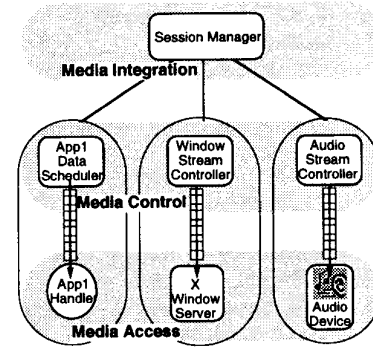 Session Manager
Media Integration
App1
Data
Scheduler
Window
Stream
Controller
Audio
Stream
Controller
Media Control
App1
Handler
X
Window
Server
Audio
Device
Media Access